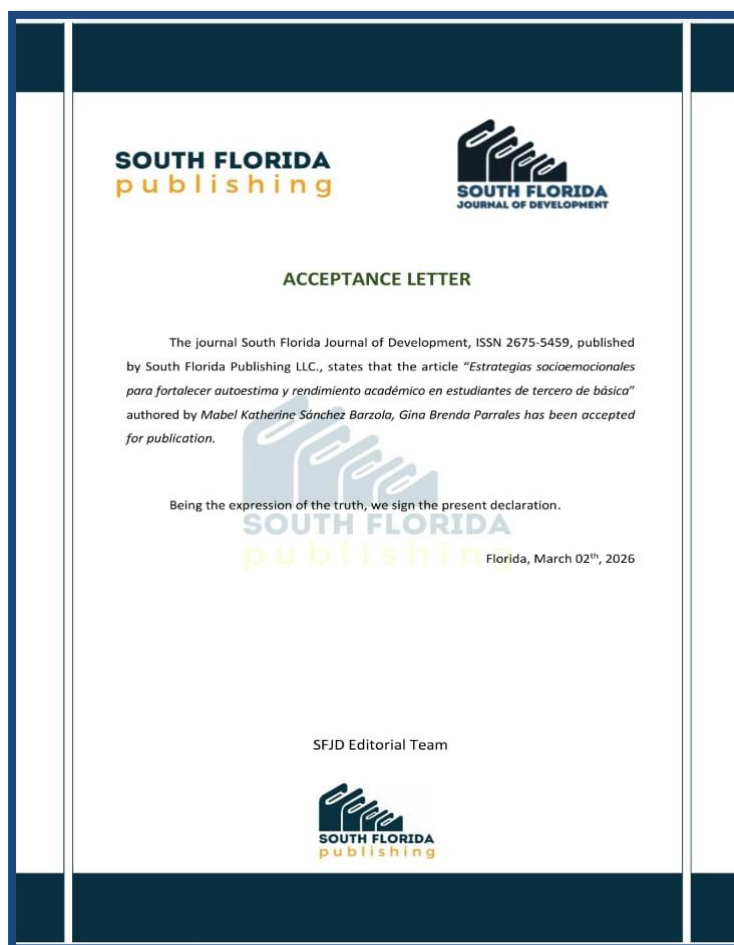 SOUTH FLORIDA
publishing
SOUTH FLORIDA
JOURNAL OF DEVELOPMENT
ACCEPTANCE LETTER
The journal South Florida Journal of Development, ISSN 2675-5459, published
by South Florida Publishing LLC., states that the article “Estrategias socioemocionales
para fortalecer autoestima y rendimiento académico en estudiantes de tercero de básica”
authored by Mabel Katherine Sánchez Barzola, Gina Brenda Parrales has been accepted
for publication.
Being the expression of the truth, we sign the present declaration.
SOUTH FLORIDA
publishing
Florida, March 02th, 2026
SFJD Editorial Team
SOUTH FLORIDA
publishing